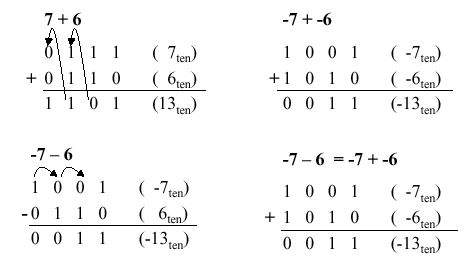 7 + 6
0 1 1 1 ( 7ten)
+ 0 1 1 0 ( 6ten)
1 1 0 1 (13ten)
-7 + -6
1 0 0 1 ( -7ten)
+ 1 0 1 0 ( -6ten)
0 0 1 1 (-13ten)
-7 – 6
1 0 0 1 ( -7ten)
-0 1 1 0 ( 6ten)
0 0 1 1 (-13ten)
-7 – 6 = -7 + -6
1 0 0 1 ( -7ten)
+ 1 0 1 0 ( -6ten)
0 0 1 1 (-13ten)